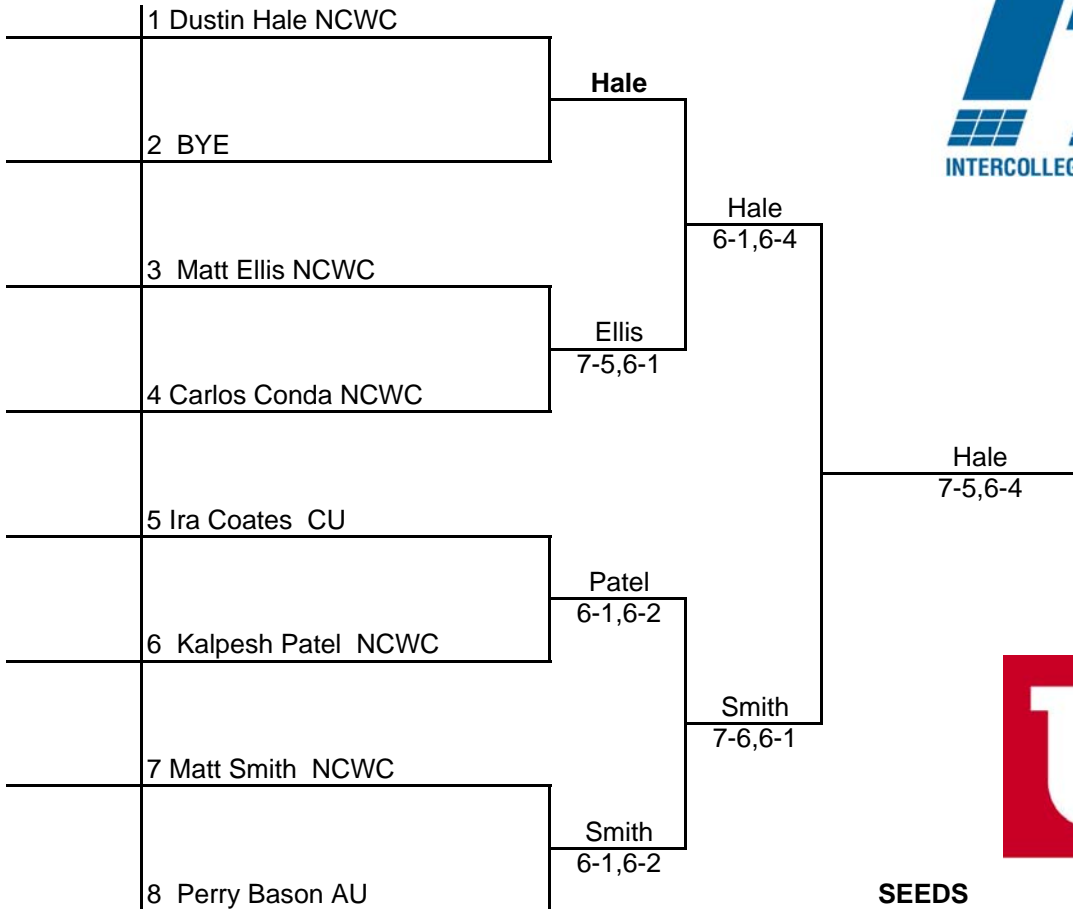 1 Dustin Hale NCWC
Hale
2 BYE
INTERCOLLEG
Hale
6-1,6-4
3 Matt Ellis NCWC
Ellis
7-5,6-1
4 Carlos Conda NCWC
Hale
7-5,6-4
5 Ira Coates CU
Patel
6-1,6-2
6 Kalpesh Patel NCWC
Smith
7-6,6-1
7 Matt Smith NCWC
Smith
6-1,6-2
8 Perry Bason AU
SEEDS